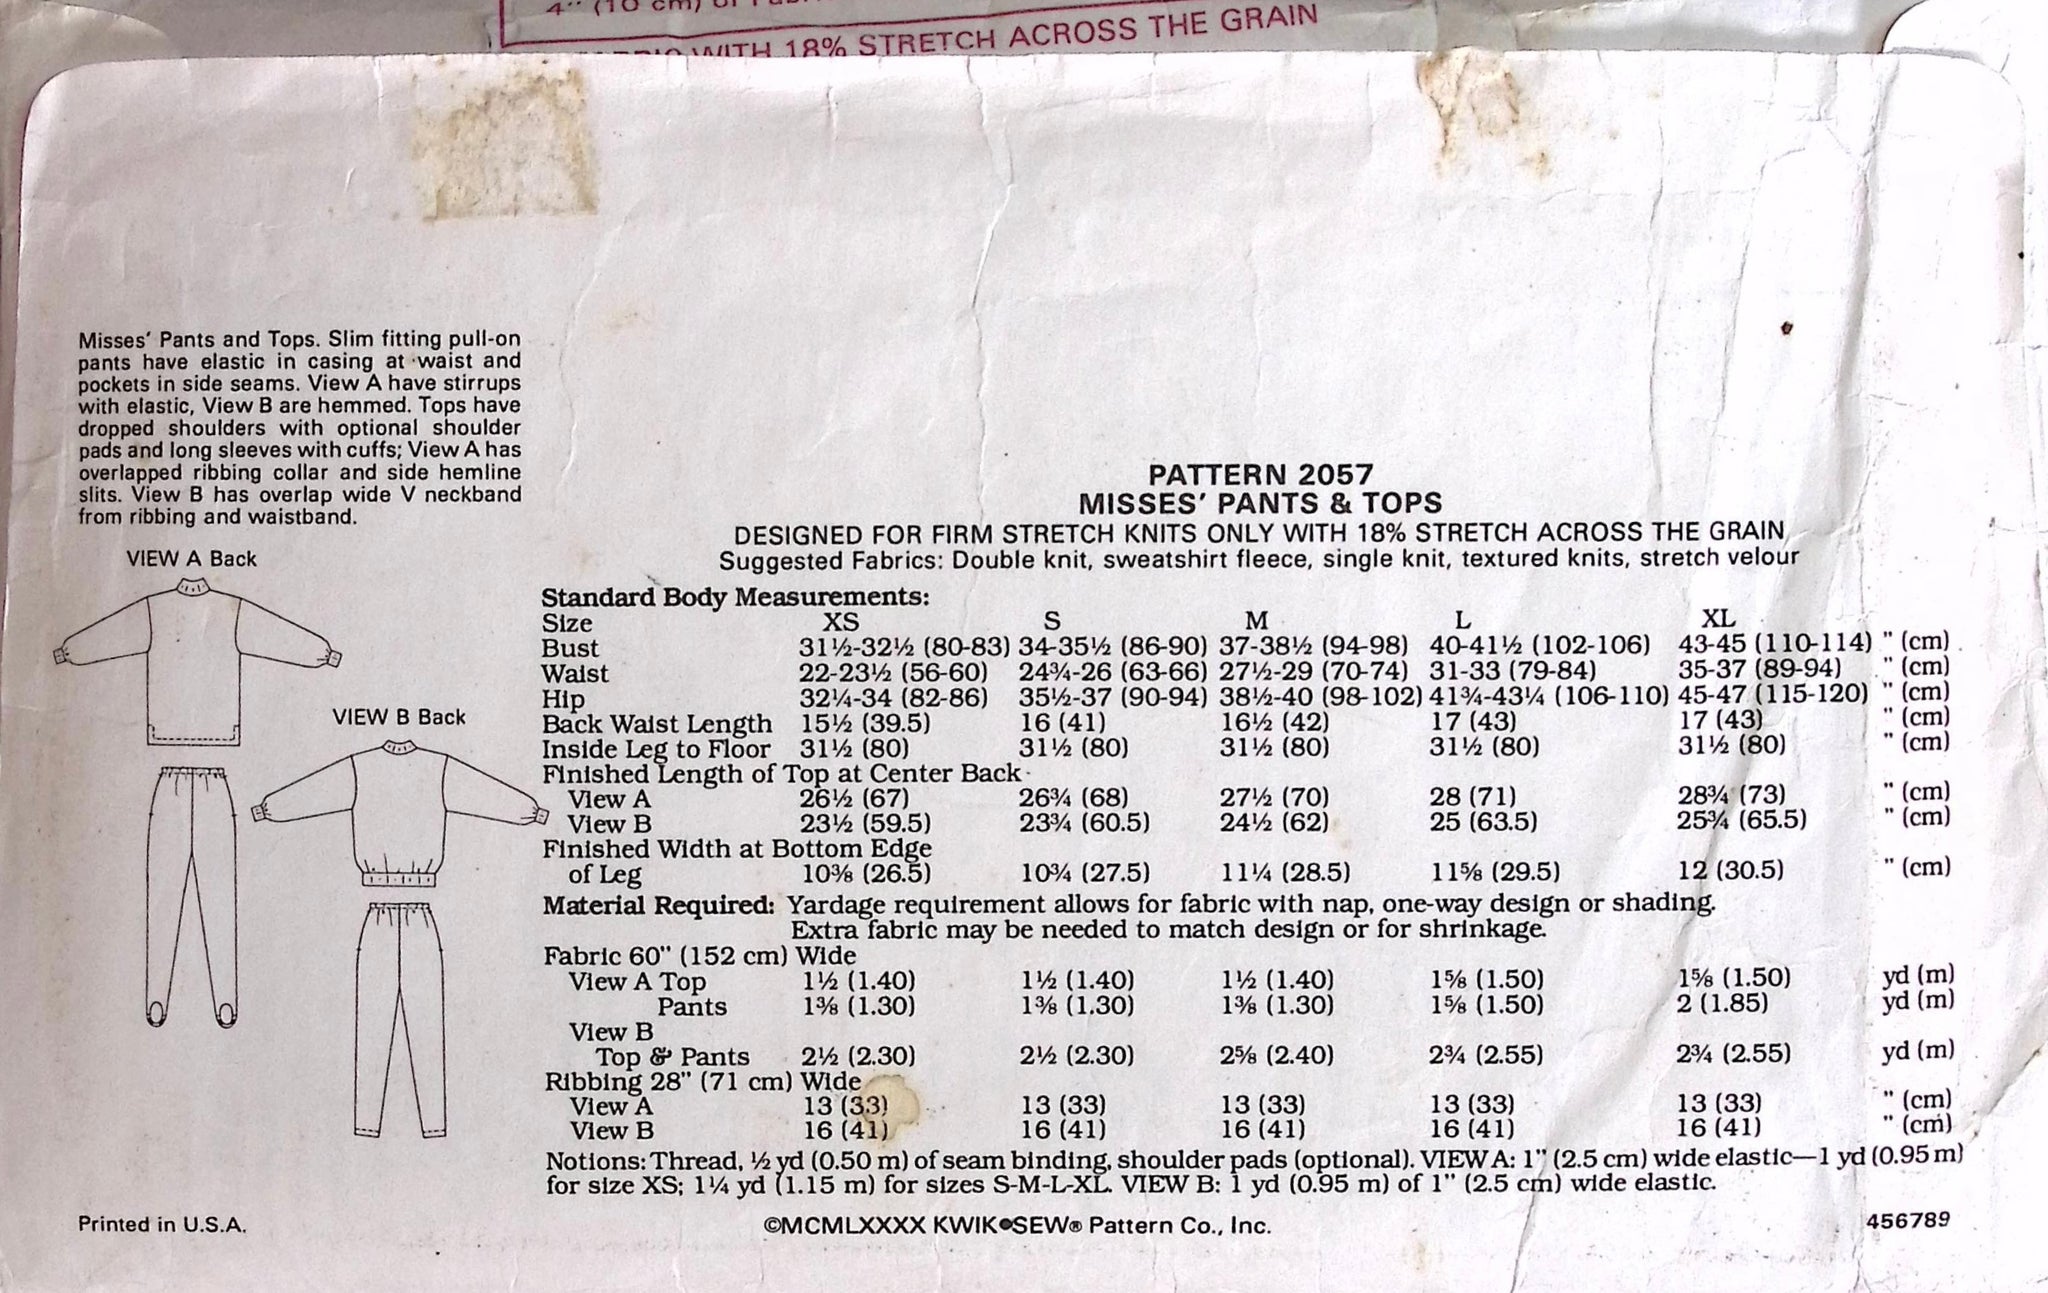 4" (10 cm) of
WITH 18% STRETCH ACROSS THE GRAIN
Misses' Pants and Tops. Slim fitting pull-on
pants have elastic in casing at waist and
pockets in side seams. View A have stirrups
with elastic, View B are hemmed. Tops have
dropped shoulders with optional shoulder
pads and long sleeves with cuffs; View A has
overlapped ribbing collar and side hemline
slits. View B has overlap wide V neckband
from ribbing and waistband.
VIEW A Back
VIEW B Back
PATTERN 2057
MISSES' PANTS & TOPS
DESIGNED FOR FIRM STRETCH KNITS ONLY WITH 18% STRETCH ACROSS THE GRAIN
Suggested Fabrics: Double knit, sweatshirt fleece, single knit, textured knits, stretch velour
Standard Body Measurements:
Size XS S M L XL
Bust 31½-32½ (80-83) 34-35½ (86-90) 37-38½ (94-98) 40-41½ (102-106) 43-45 (110-114) " (cm)
Waist 22-23½ (56-60) 24¾-26 (63-66) 27½-29 (70-74) 31-33 (79-84) 35-37 (89-94) " (cm)
Hip 32¼-34 (82-86) 35½-37 (90-94) 38½-40 (98-102) 41¾-43¼ (106-110) 45-47 (115-120) " (cm)
Back Waist Length 15½ (39.5) 16 (41) 16½ (42) 17 (43) 17 (43) " (cm)
Inside Leg to Floor 31½ (80) 31½ (80) 31½ (80) 31½ (80) 31½ (80) " (cm)
Finished Length of Top at Center Back
View A 26½ (67) 26¾ (68) 27½ (70) 28 (71) 28¾ (73) " (cm)
View B 23½ (59.5) 23¾ (60.5) 24½ (62) 25 (63.5) 25¾ (65.5) " (cm)
Finished Width at Bottom Edge
of Leg 10⅜ (26.5) 10¾ (27.5) 11¼ (28.5) 11⅝ (29.5) 12 (30.5) " (cm)
Material Required: Yardage requirement allows for fabric with nap, one-way design or shading.
Extra fabric may be needed to match design or for shrinkage.
Fabric 60" (152 cm) Wide
View A Top 1½ (1.40) 1½ (1.40) 1½ (1.40) 1⅝ (1.50) 1⅝ (1.50) yd (m)
Pants 1⅜ (1.30) 1⅜ (1.30) 1⅜ (1.30) 1⅝ (1.50) 2 (1.85) yd (m)
View B
Top & Pants 2½ (2.30) 2½ (2.30) 2⅝ (2.40) 2¾ (2.55) 2¾ (2.55) yd (m)
Ribbing 28" (71 cm) Wide
View A 13 (33) 13 (33) 13 (33) 13 (33) 13 (33) " (cm)
View B 16 (41) 16 (41) 16 (41) 16 (41) 16 (41) " (cm)
Notions: Thread, ½ yd (0.50 m) of seam binding, shoulder pads (optional). VIEW A: 1" (2.5 cm) wide elastic—1 yd (0.95 m)
for size XS; 1¼ yd (1.15 m) for sizes S-M-L-XL. VIEW B: 1 yd (0.95 m) of 1" (2.5 cm) wide elastic.
Printed in U.S.A.
©MCMLXXXX KWIK•SEW® Pattern Co., Inc.
456789